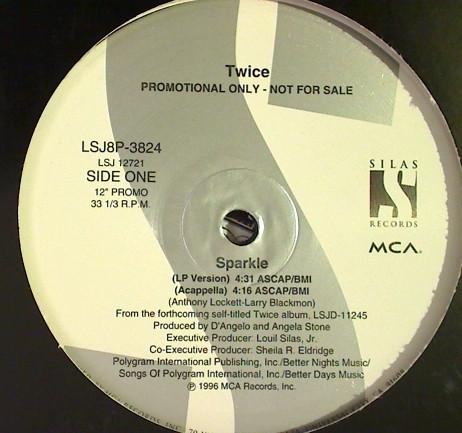 Twice
PROMOTIONAL ONLY - NOT FOR SALE
LSJ8P-3824
LSJ 12721
SIDE ONE
12" PROMO
33 1/3 R.P.M.
SILAS
S
RECORDS
MCA
Sparkle
(LP Version) 4:31 ASCAP/BMI
(Acappella) 4:16 ASCAP/BMI
(Anthony Lockett-Larry Blackmon)
From the forthcoming self-titled Twice album, LSJD-11245
Produced by D'Angelo and Angela Stone
Executive Producer: Louil Silas, Jr.
Co-Executive Producer: Sheila R. Eldridge
Polygram International Publishing, Inc./Better Nights Music/
Songs Of Polygram International, Inc./Better Days Music
℗ 1996 MCA Records, Inc.